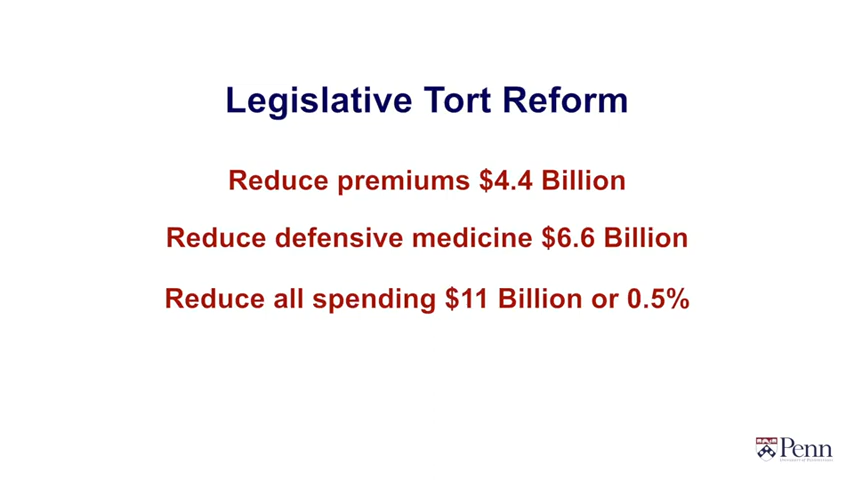 Legislative Tort Reform
Reduce premiums $4.4 Billion
Reduce defensive medicine $6.6 Billion
Reduce all spending $11 Billion or 0.5%
Penn